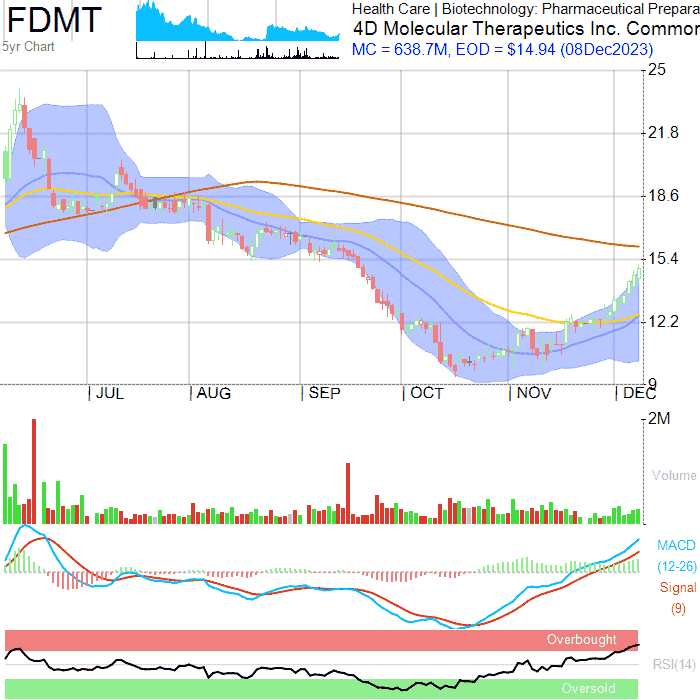 FDMT
5yr Chart
Health Care | Biotechnology: Pharmaceutical Prepara
4D Molecular Therapeutics Inc. Common
MC = 638.7M, EOD = $14.94 (08Dec2023)
25
21.8
18.6
15.4
12.2
9
JUL AUG SEP OCT NOV DEC
2M
Volume
MACD
(12-26)
Signal
(9)
Overbought
RSI(14)
Oversold